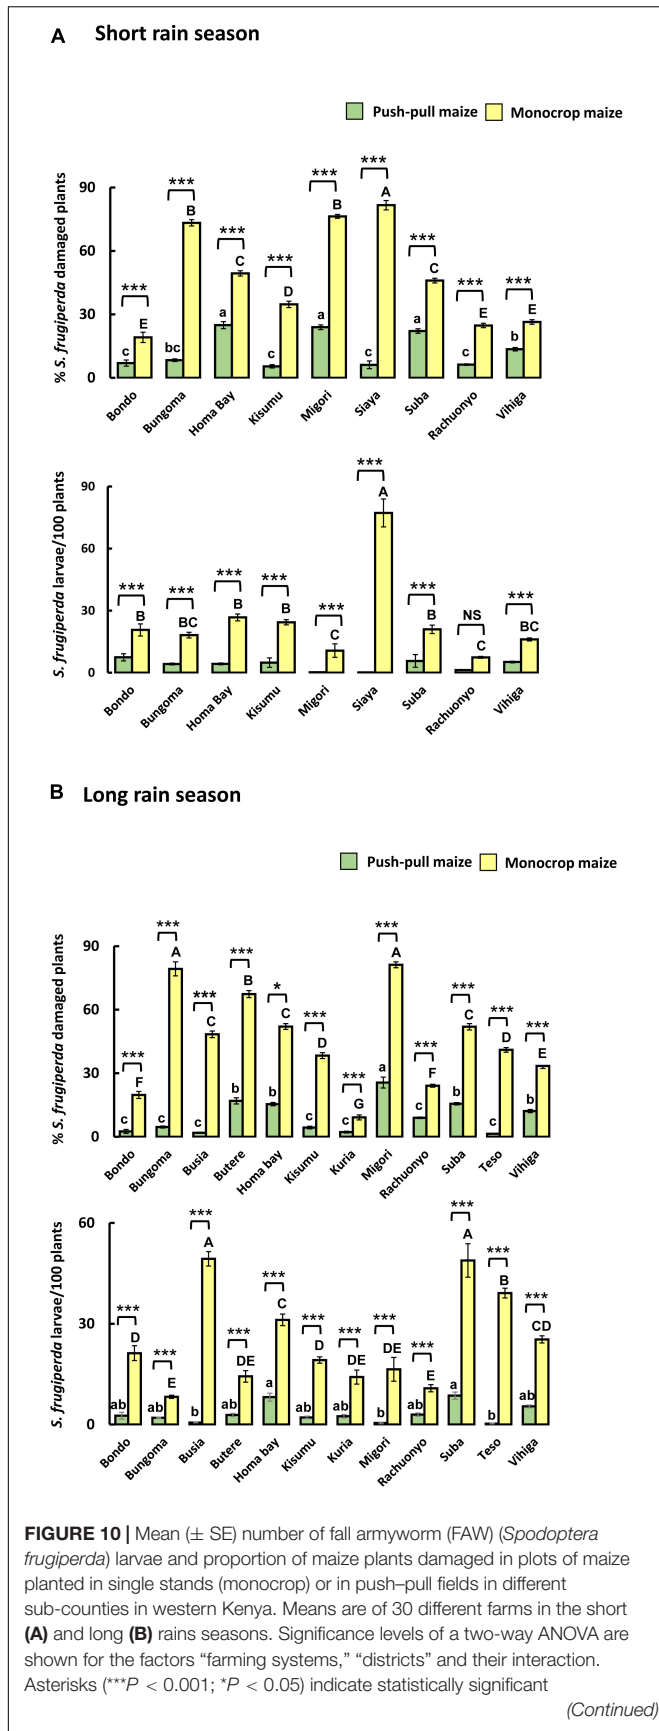 A Short rain season
Push-pull maize Monocrop maize
% S. frugiperda damaged plants
90
60
30
0
*** *** *** *** *** *** *** *** ***
c E bc B a C c D a B c A a C c E b E
Bondo Bungoma Homa Bay Kisumu Migori Siaya Suba Rachuonyo Vihiga
S. frugiperda larvae/100 plants
90
60
30
0
*** *** *** *** *** *** *** NS ***
B BC B B C A B C BC
Bondo Bungoma Homa Bay Kisumu Migori Siaya Suba Rachuonyo Vihiga
B Long rain season
Push-pull maize Monocrop maize
% S. frugiperda damaged plants
90
60
30
0
*** *** *** *** * *** *** *** *** *** *** ***
c F c A c C b B b C c D c G a A c F b C c D b E
Bondo Bungoma Busia Butere Homa bay Kisumu Kuria Migori Rachuonyo Suba Teso Vihiga
S. frugiperda larvae/100 plants
60
30
0
*** *** *** *** *** *** *** *** *** *** *** ***
ab D ab E b A ab DE a C ab D ab DE b DE ab E a A b B ab CD
Bondo Bungoma Busia Butere Homa bay Kisumu Kuria Migori Rachuonyo Suba Teso Vihiga
FIGURE 10 | Mean (± SE) number of fall armyworm (FAW) (Spodoptera
frugiperda) larvae and proportion of maize plants damaged in plots of maize
planted in single stands (monocrop) or in push–pull fields in different
sub-counties in western Kenya. Means are of 30 different farms in the short
(A) and long (B) rains seasons. Significance levels of a two-way ANOVA are
shown for the factors “farming systems,” “districts” and their interaction.
Asterisks (***P < 0.001; *P < 0.05) indicate statistically significant
(Continued)